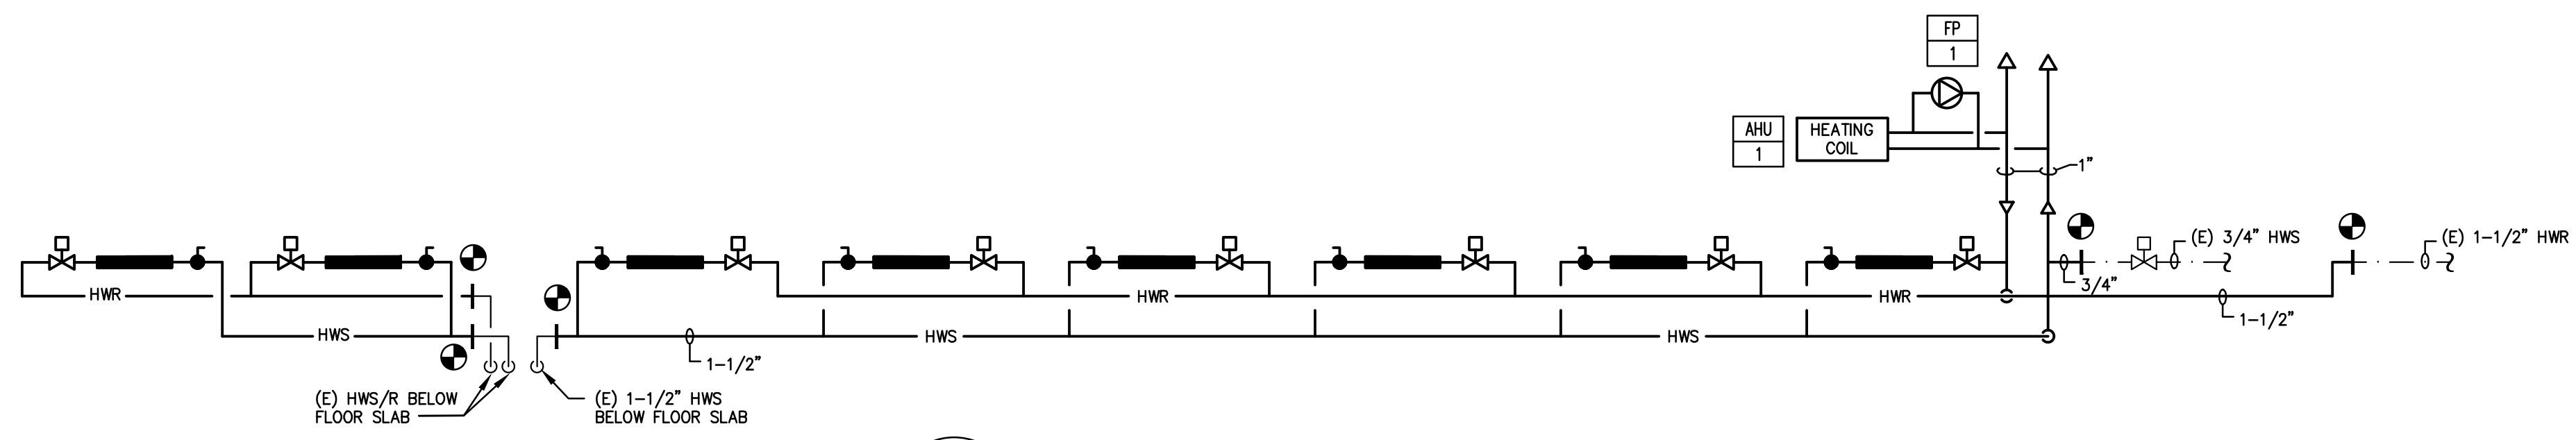 FP
1
AHU
1
HEATING
COIL
1"
(E) 3/4" HWS
(E) 1-1/2" HWR
3/4"
HWR
HWR
HWR
1-1/2"
HWS
HWS
HWS
1-1/2"
(E) HWS/R BELOW
FLOOR SLAB
(E) 1-1/2" HWS
BELOW FLOOR SLAB